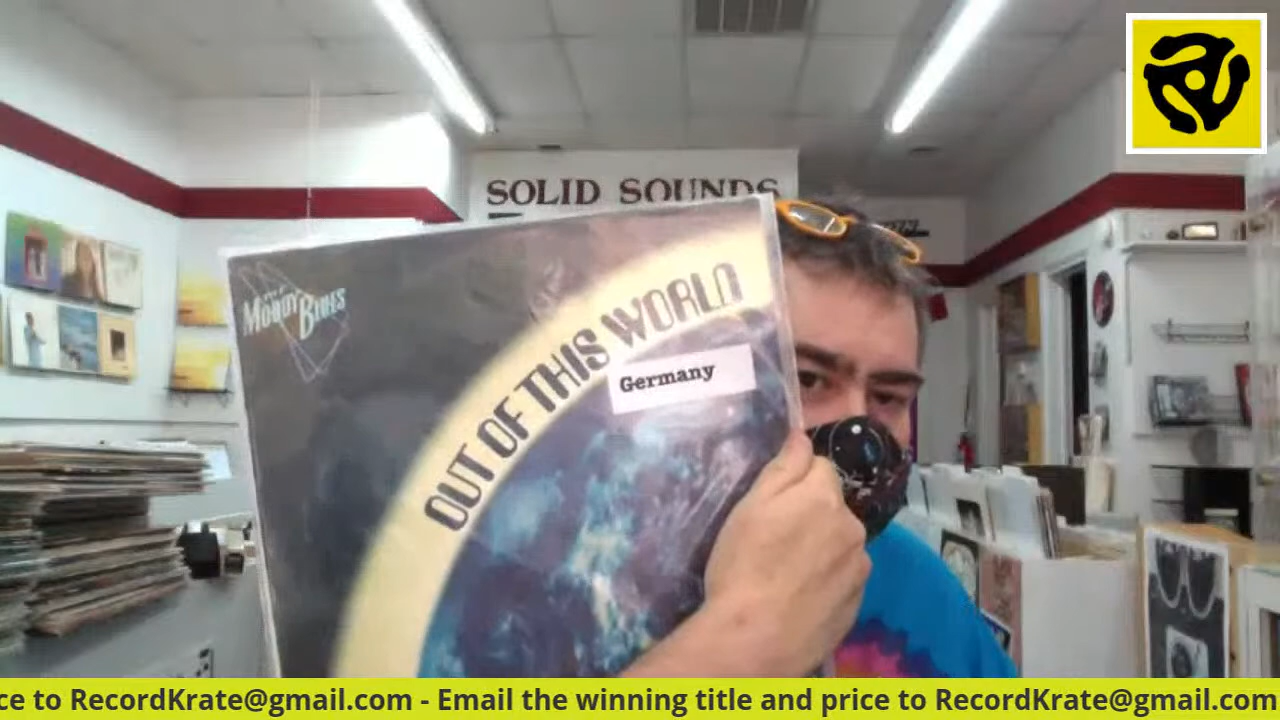 SOLID SOUNDS
MOODY BLUES
OUT OF THIS WORLD
Germany
ce to RecordKrate@gmail.com - Email the winning title and price to RecordKrate@gmail.com